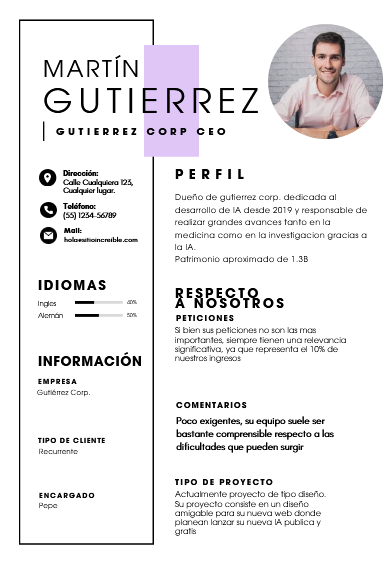 MARTÍN
GUTIERREZ
GUTIERREZ CORP CEO
Dirección:
Calle Cualquiera 123,
Cualquier lugar.
Teléfono:
(55) 1234-56789
Mail:
hola@sitioincreible.com
IDIOMAS
Ingles 40%
Alemán 50%
INFORMACIÓN
EMPRESA
Gutiérrez Corp.
TIPO DE CLIENTE
Recurrente
ENCARGADO
Pepe
PERFIL
Dueño de gutierrez corp. dedicada al
desarrollo de IA desde 2019 y responsable de
realizar grandes avances tanto en la
medicina como en la investigacion gracias a
la IA.
Patrimonio aproximado de 1.3B
RESPECTO
A NOSOTROS
PETICIONES
Si bien sus peticiones no son las mas
importantes, siempre tienen una relevancia
significativa, ya que representa el 10% de
nuestros ingresos
COMENTARIOS
Poco exigentes, su equipo suele ser
bastante comprensible respecto a las
dificultades que pueden surgir
TIPO DE PROYECTO
Actualmente proyecto de tipo diseño.
Su proyecto consiste en un diseño
amigable para su nueva web donde
planean lanzar su nueva IA publica y
gratis